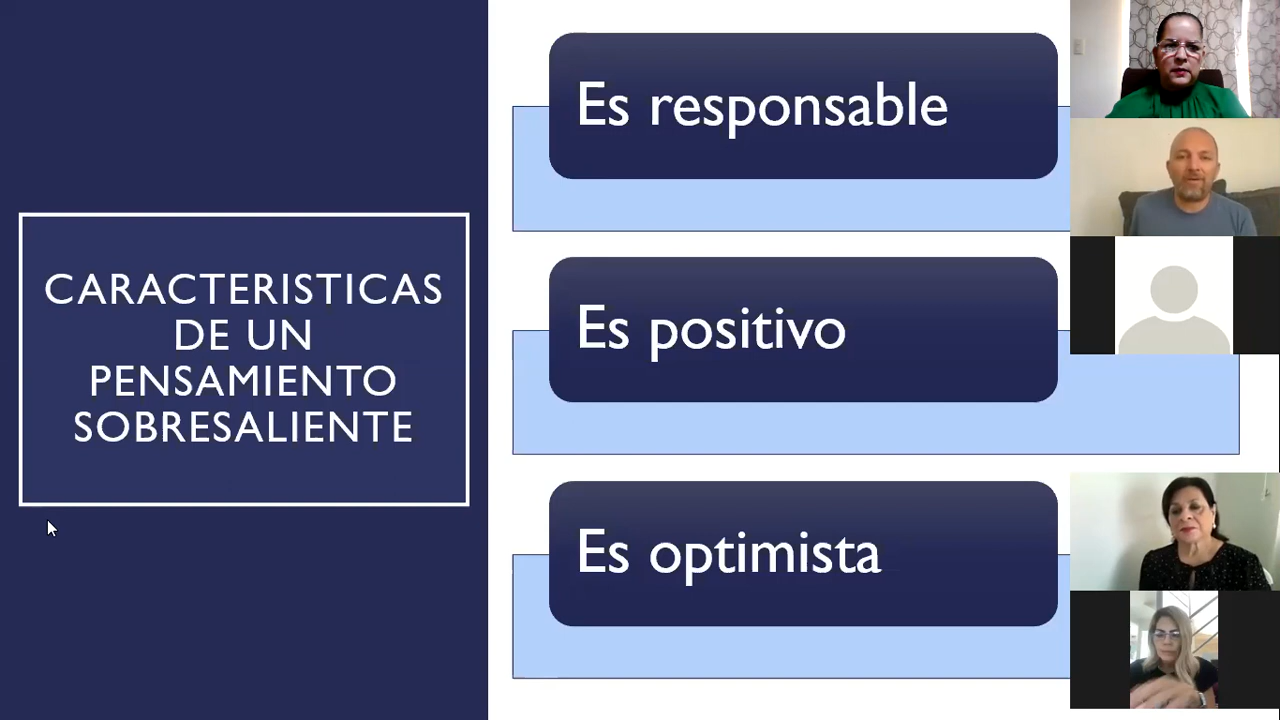 CARACTERISTICAS
DE UN
PENSAMIENTO
SOBRESALIENTE
Es responsable
Es positivo
Es optimista